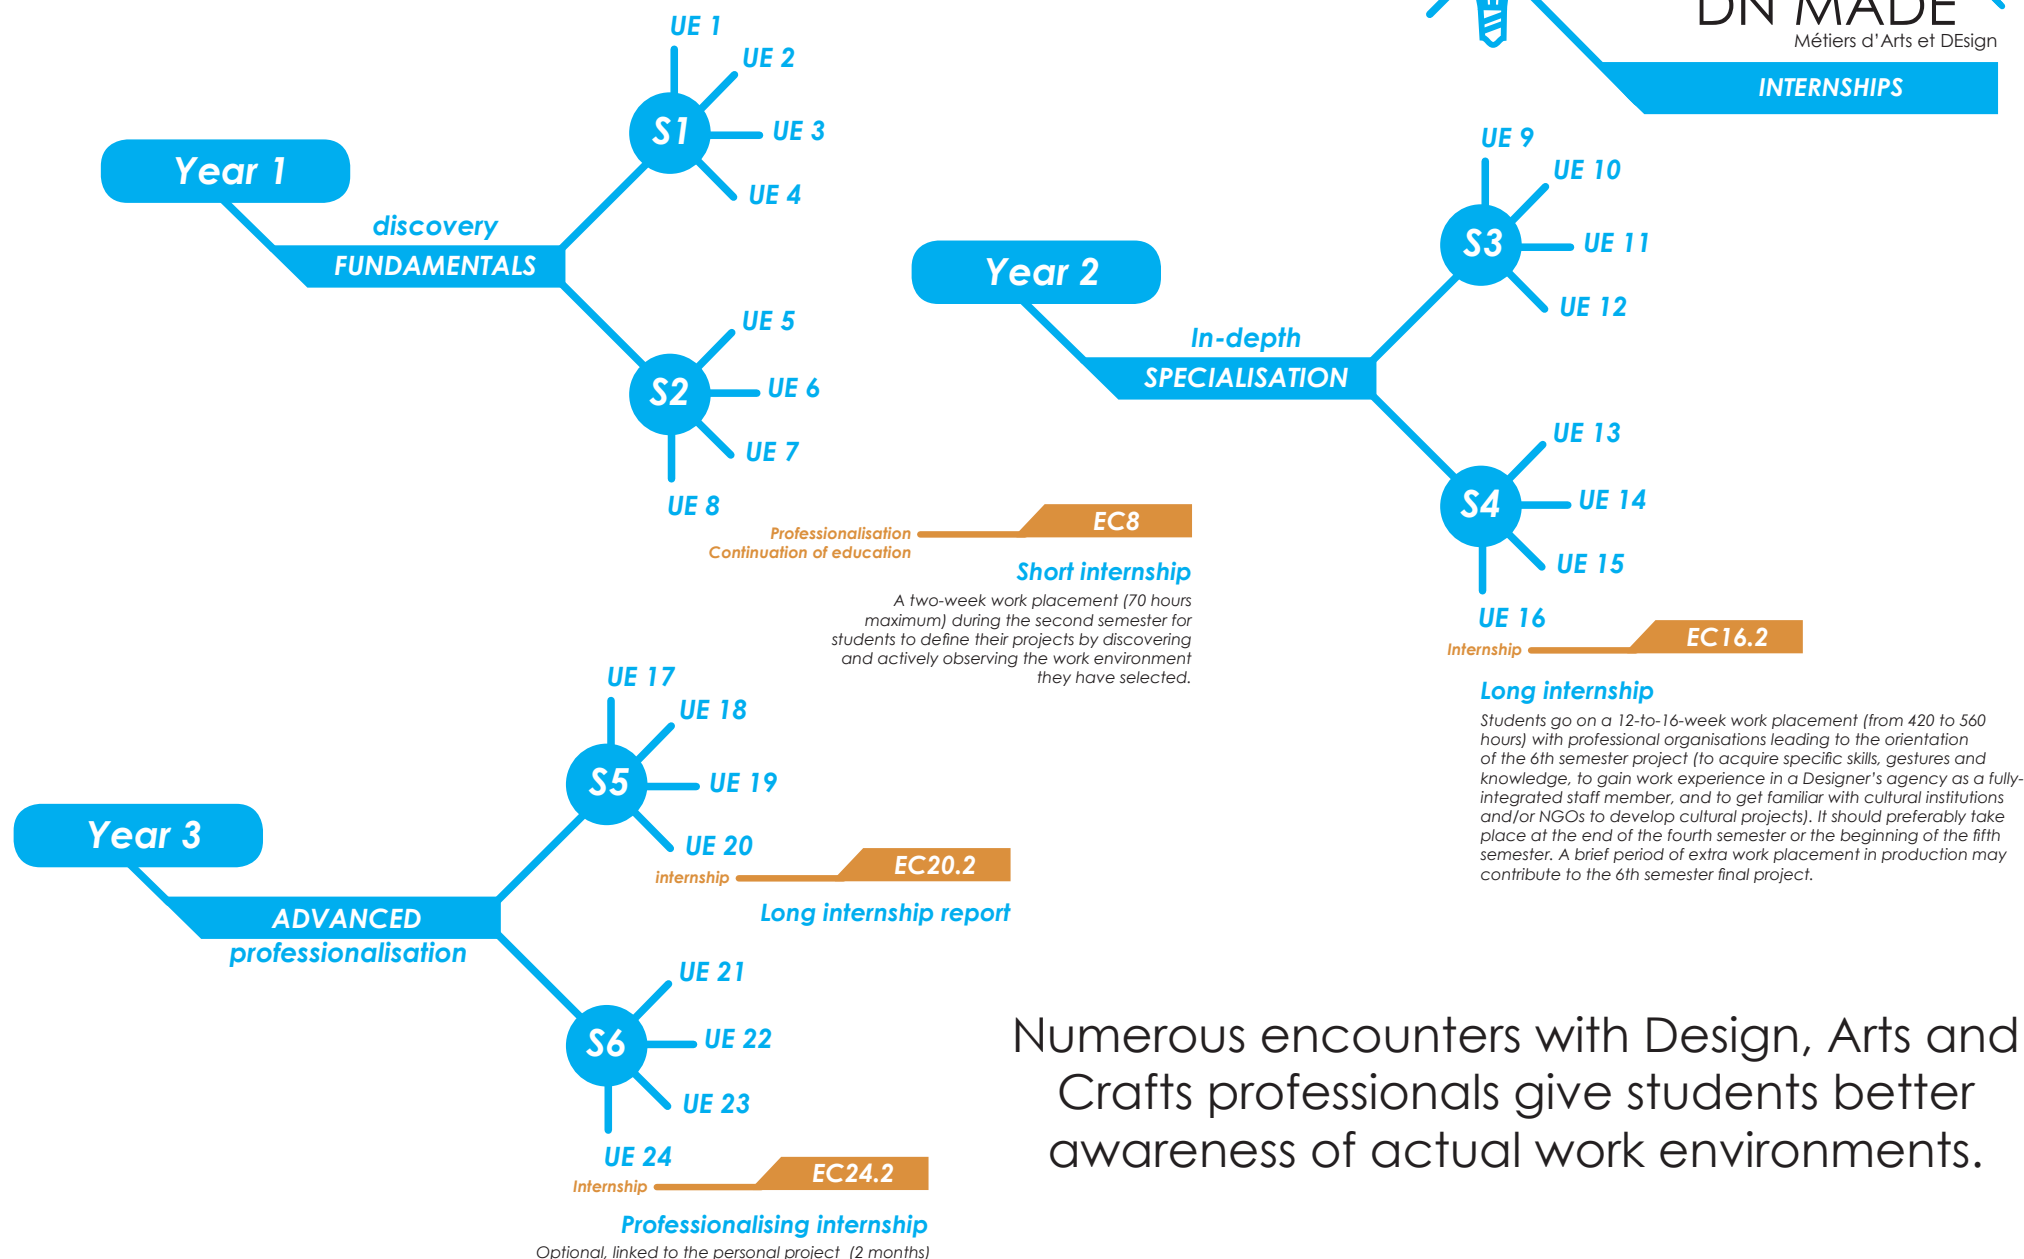 DN MADE
Métiers d'Arts et DEsign
INTERNSHIPS
Year 1
discovery
FUNDAMENTALS
S1
UE 1
UE 2
UE 3
UE 4
S2
UE 5
UE 6
UE 7
UE 8
Professionalisation
Continuation of education
EC8
Short internship
A two-week work placement (70 hours
maximum) during the second semester for
students to define their projects by discovering
and actively observing the work environment
they have selected.
Year 2
In-depth
SPECIALISATION
S3
UE 9
UE 10
UE 11
UE 12
S4
UE 13
UE 14
UE 15
UE 16
Internship
EC16.2
Long internship
Students go on a 12-to-16-week work placement (from 420 to 560
hours) with professional organisations leading to the orientation
of the 6th semester project (to acquire specific skills, gestures and
knowledge, to gain work experience in a Designer's agency as a fully-
integrated staff member, and to get familiar with cultural institutions
and/or NGOs to develop cultural projects). It should preferably take
place at the end of the fourth semester or the beginning of the fifth
semester. A brief period of extra work placement in production may
contribute to the 6th semester final project.
Year 3
ADVANCED
professionalisation
S5
UE 17
UE 18
UE 19
UE 20
internship
EC20.2
Long internship report
S6
UE 21
UE 22
UE 23
UE 24
Internship
EC24.2
Professionalising internship
Optional, linked to the personal project (2 months)
Numerous encounters with Design, Arts and
Crafts professionals give students better
awareness of actual work environments.